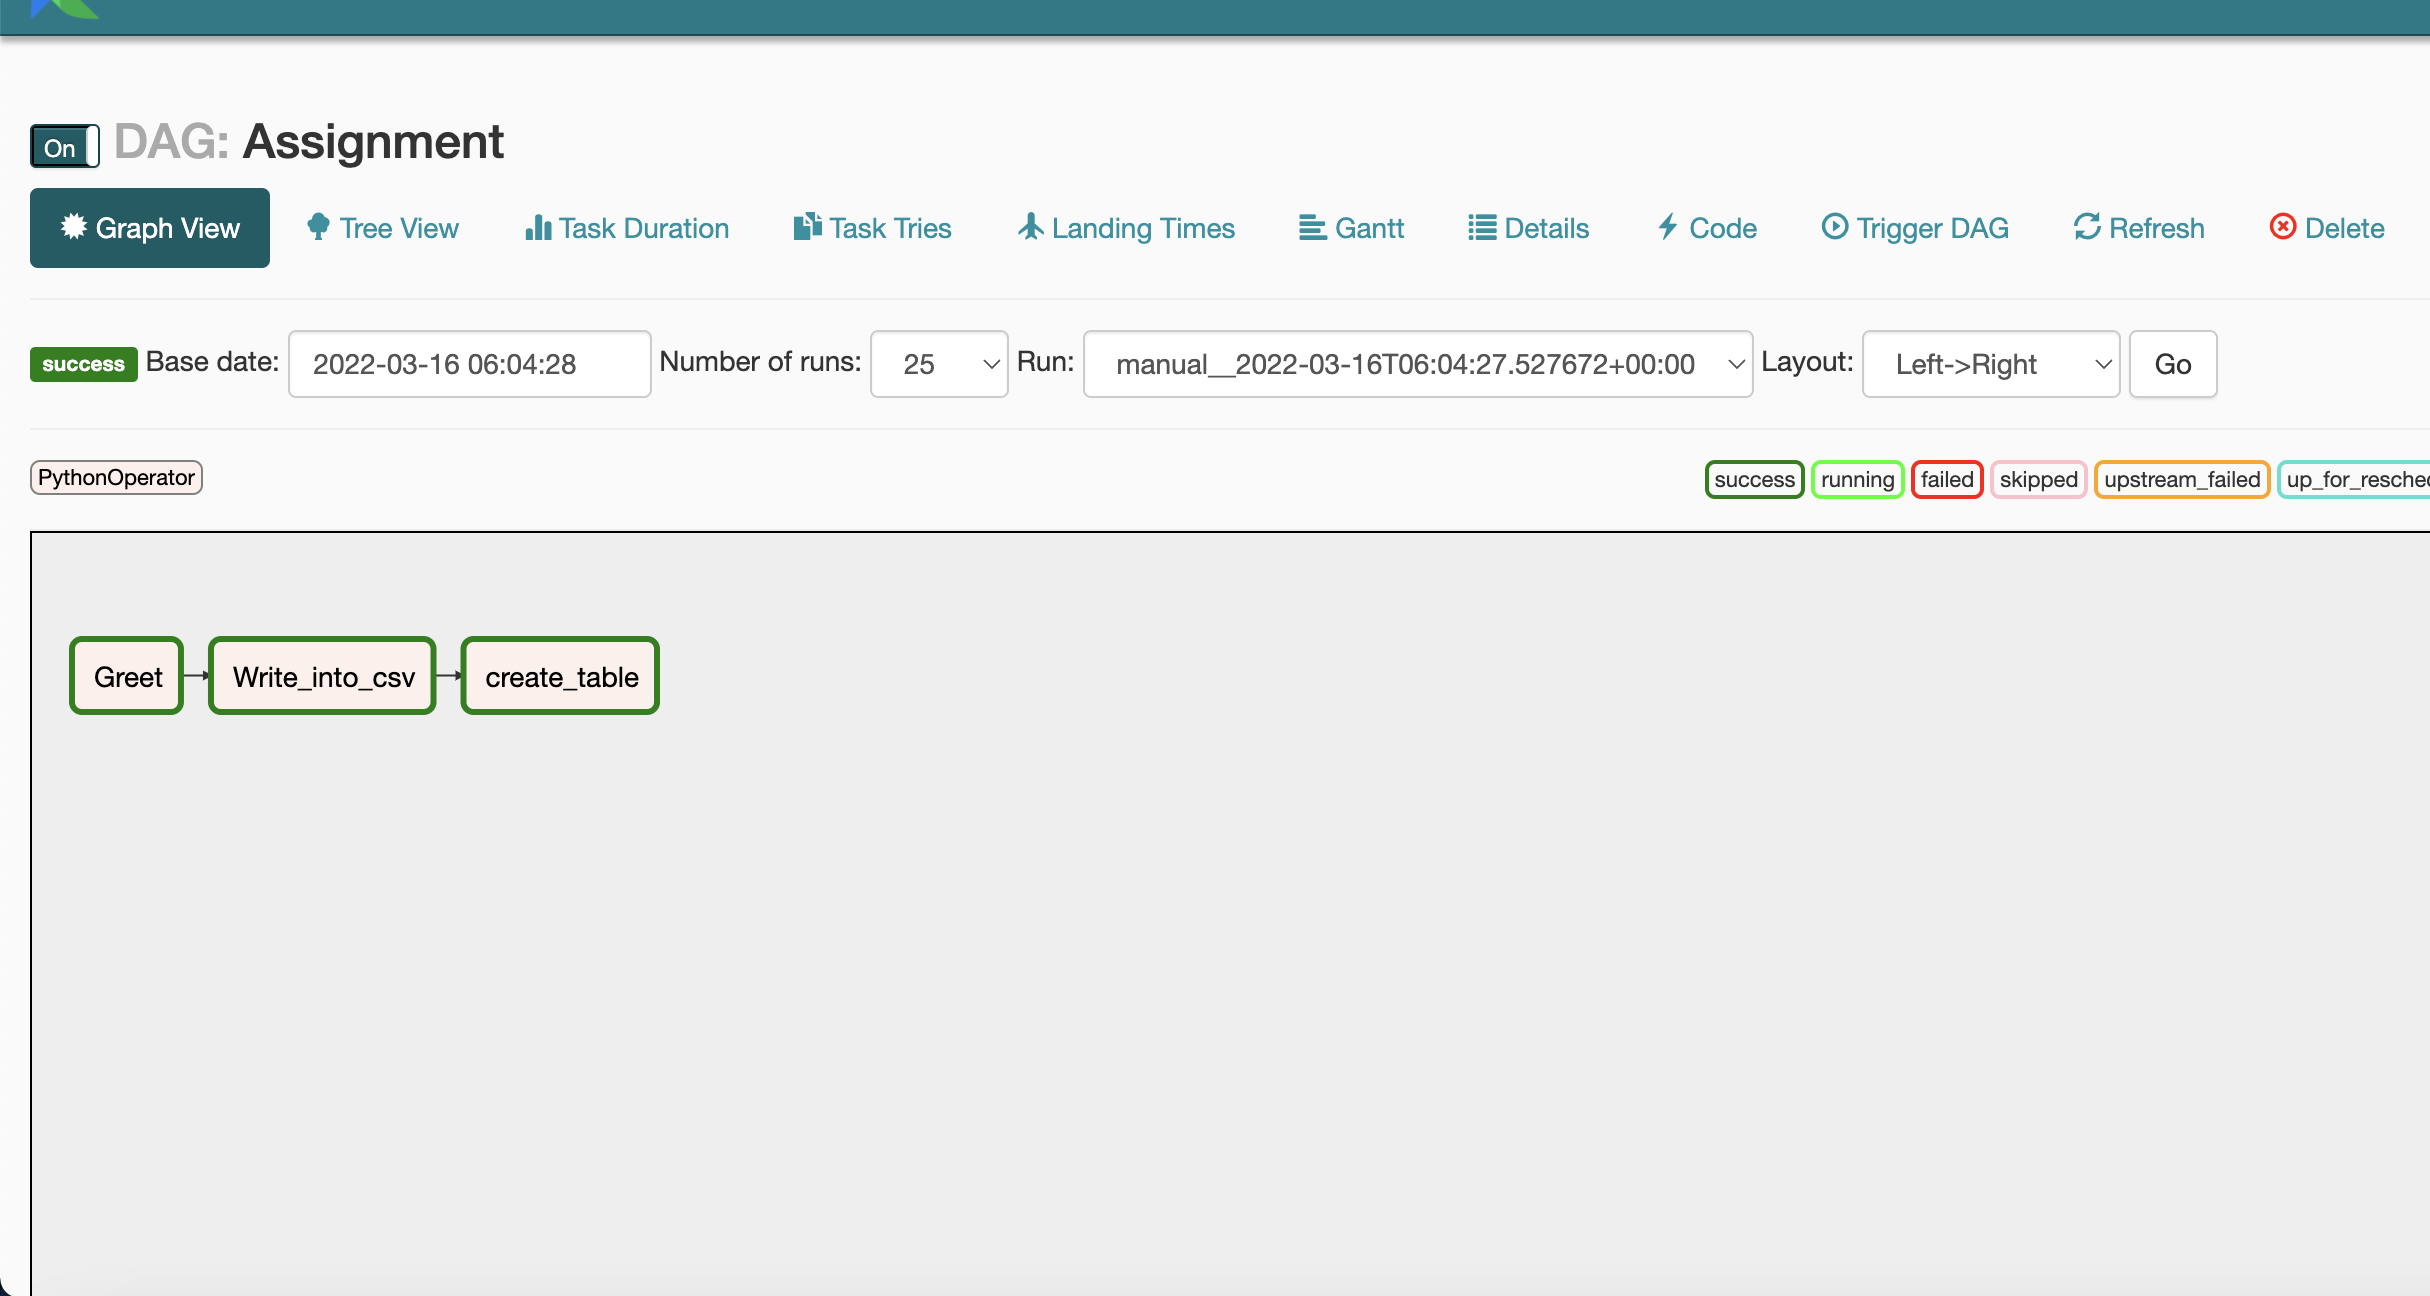 On DAG: Assignment
Graph View Tree View Task Duration Task Tries Landing Times Gantt Details Code Trigger DAG Refresh Delete
success Base date: 2022-03-16 06:04:28 Number of runs: 25 Run: manual__2022-03-16T06:04:27.527672+00:00 Layout: Left->Right Go
PythonOperator success running failed skipped upstream_failed up_for_resched
Greet Write_into_csv create_table